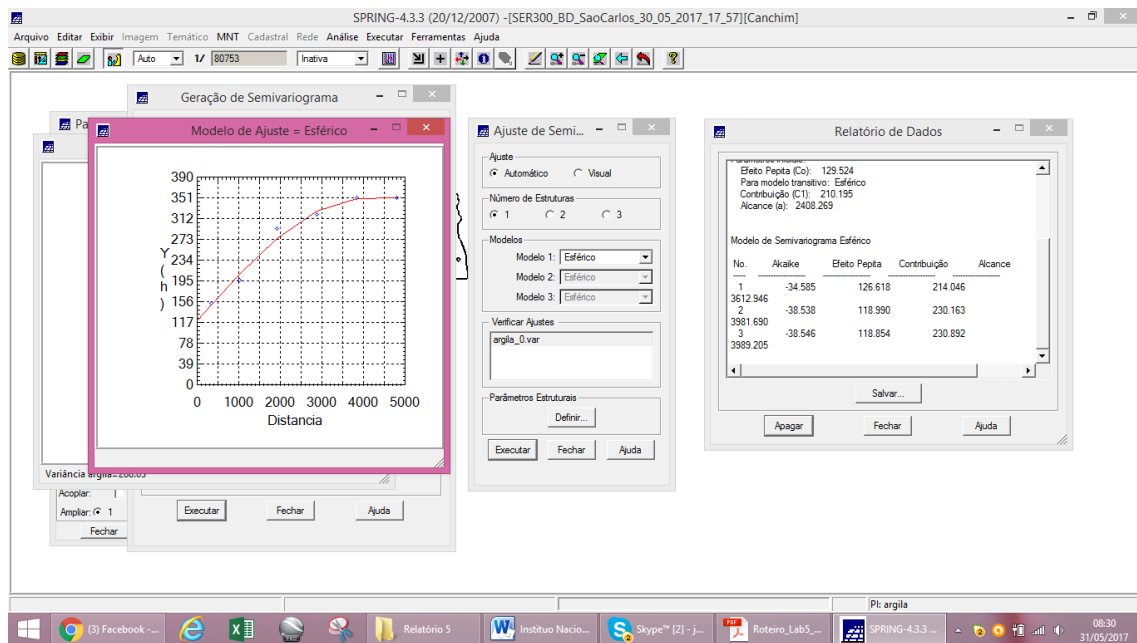 SPRING-4.3.3 (20/12/2007) -[SER300_BD_SaoCarlos_30_05_2017_17_57][Canchim]
Arquivo Editar Exibir Imagem Temático MNT Cadastral Rede Análise Executar Ferramentas Ajuda
Auto 1/ 80753 Inativa
Geração de Semivariograma
Pa
Modelo de Ajuste = Esférico
390
351
312
273
234
195
156
117
78
39
0
Y
(
h
)
0 1000 2000 3000 4000 5000
Distancia
Acoplar:
Ampliar: 1
Fechar
Executar Fechar Ajuda
Ajuste de Semi...
Ajuste
Automático Visual
Número de Estruturas
1 2 3
Modelos
Modelo 1: Esférico
Modelo 2: Esférico
Modelo 3: Esférico
Verificar Ajustes
argila_0.var
Parâmetros Estruturais
Definir...
Executar Fechar Ajuda
Relatório de Dados
Efeito Pepita (Co): 129.524
Para modelo transitivo: Esférico
Contribuição (C1): 210.195
Alcance (a): 2408.269
Modelo de Semivariograma Esférico
No. Akaike Efeito Pepita Contribuição Alcance
1 -34.585 126.618 214.046
3612.946
2 -38.538 118.990 230.163
3981.690
3 -38.546 118.854 230.892
3989.205
Salvar...
Apagar Fechar Ajuda
PI: argila
(3) Facebook -...
Relatório 5
Instituo Nacio...
Skype™ [2] - j...
Roteiro_Lab5_...
SPRING-4.3.3 ...
08:30
31/05/2017